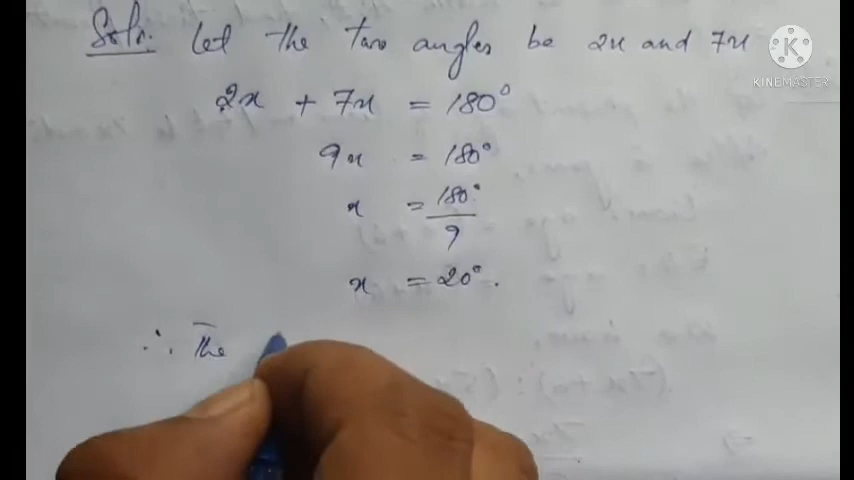 Soln. Let the two angles be 2x and 7x
2x + 7x = 180°
9x = 180°
x = 180°/9
x = 20°.
∴ The
KINEMASTER